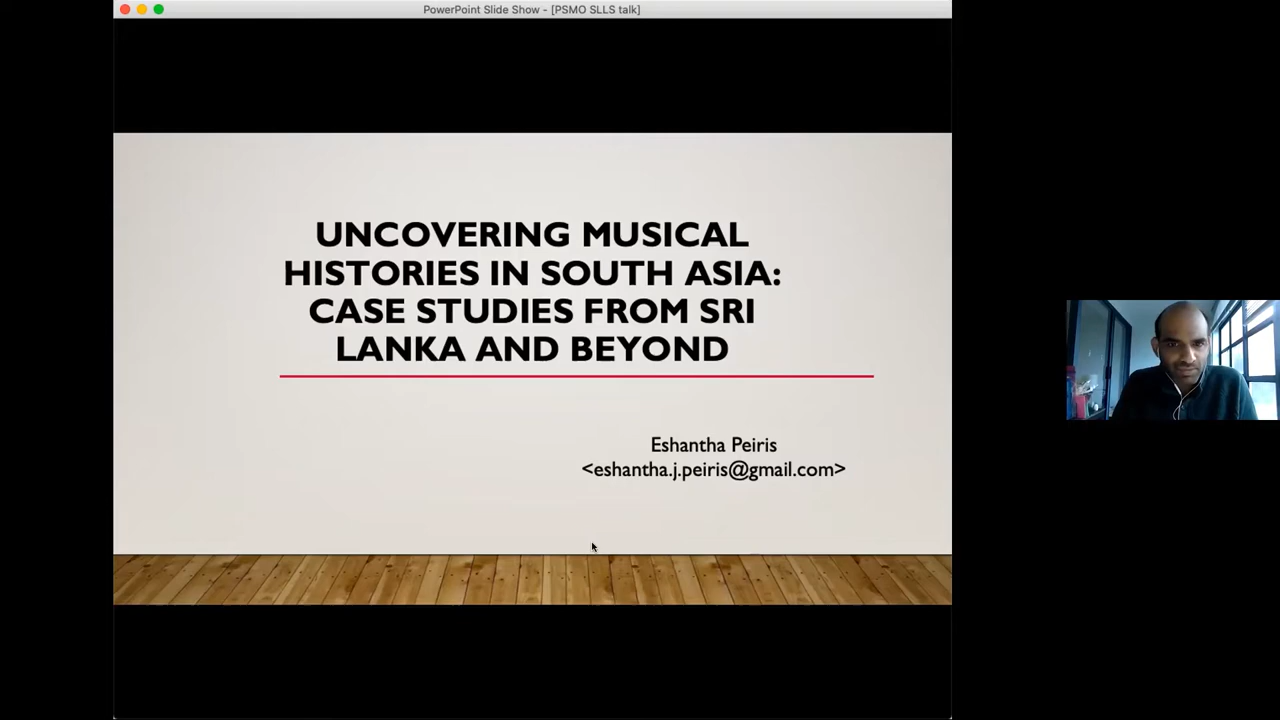 PowerPoint Slide Show - [PSMO SLLS talk]
UNCOVERING MUSICAL
HISTORIES IN SOUTH ASIA:
CASE STUDIES FROM SRI
LANKA AND BEYOND
Eshantha Peiris
<eshantha.j.peiris@gmail.com>